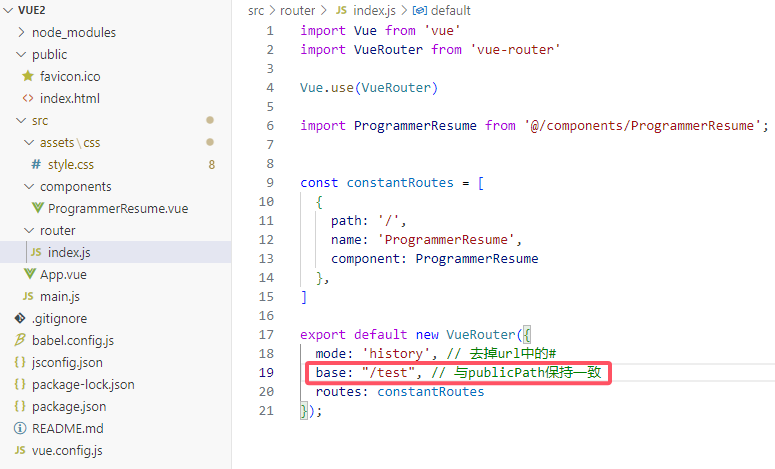 VUE2
node_modules
public
favicon.ico
index.html
src
assets\css
style.css 8
components
ProgrammerResume.vue
router
JS index.js
App.vue
JS main.js
.gitignore
babel.config.js
{} jsconfig.json
{} package-lock.json
{} package.json
README.md
JS vue.config.js
src > router > JS index.js > default
1 import Vue from 'vue'
2 import VueRouter from 'vue-router'
3
4 Vue.use(VueRouter)
5
6 import ProgrammerResume from '@/components/ProgrammerResume';
7
8
9 const constantRoutes = [
10 {
11 path: '/',
12 name: 'ProgrammerResume',
13 component: ProgrammerResume
14 },
15 ]
16
17 export default new VueRouter({
18 mode: 'history', // 去掉url中的#
19 base: "/test", // 与publicPath保持一致
20 routes: constantRoutes
21 });